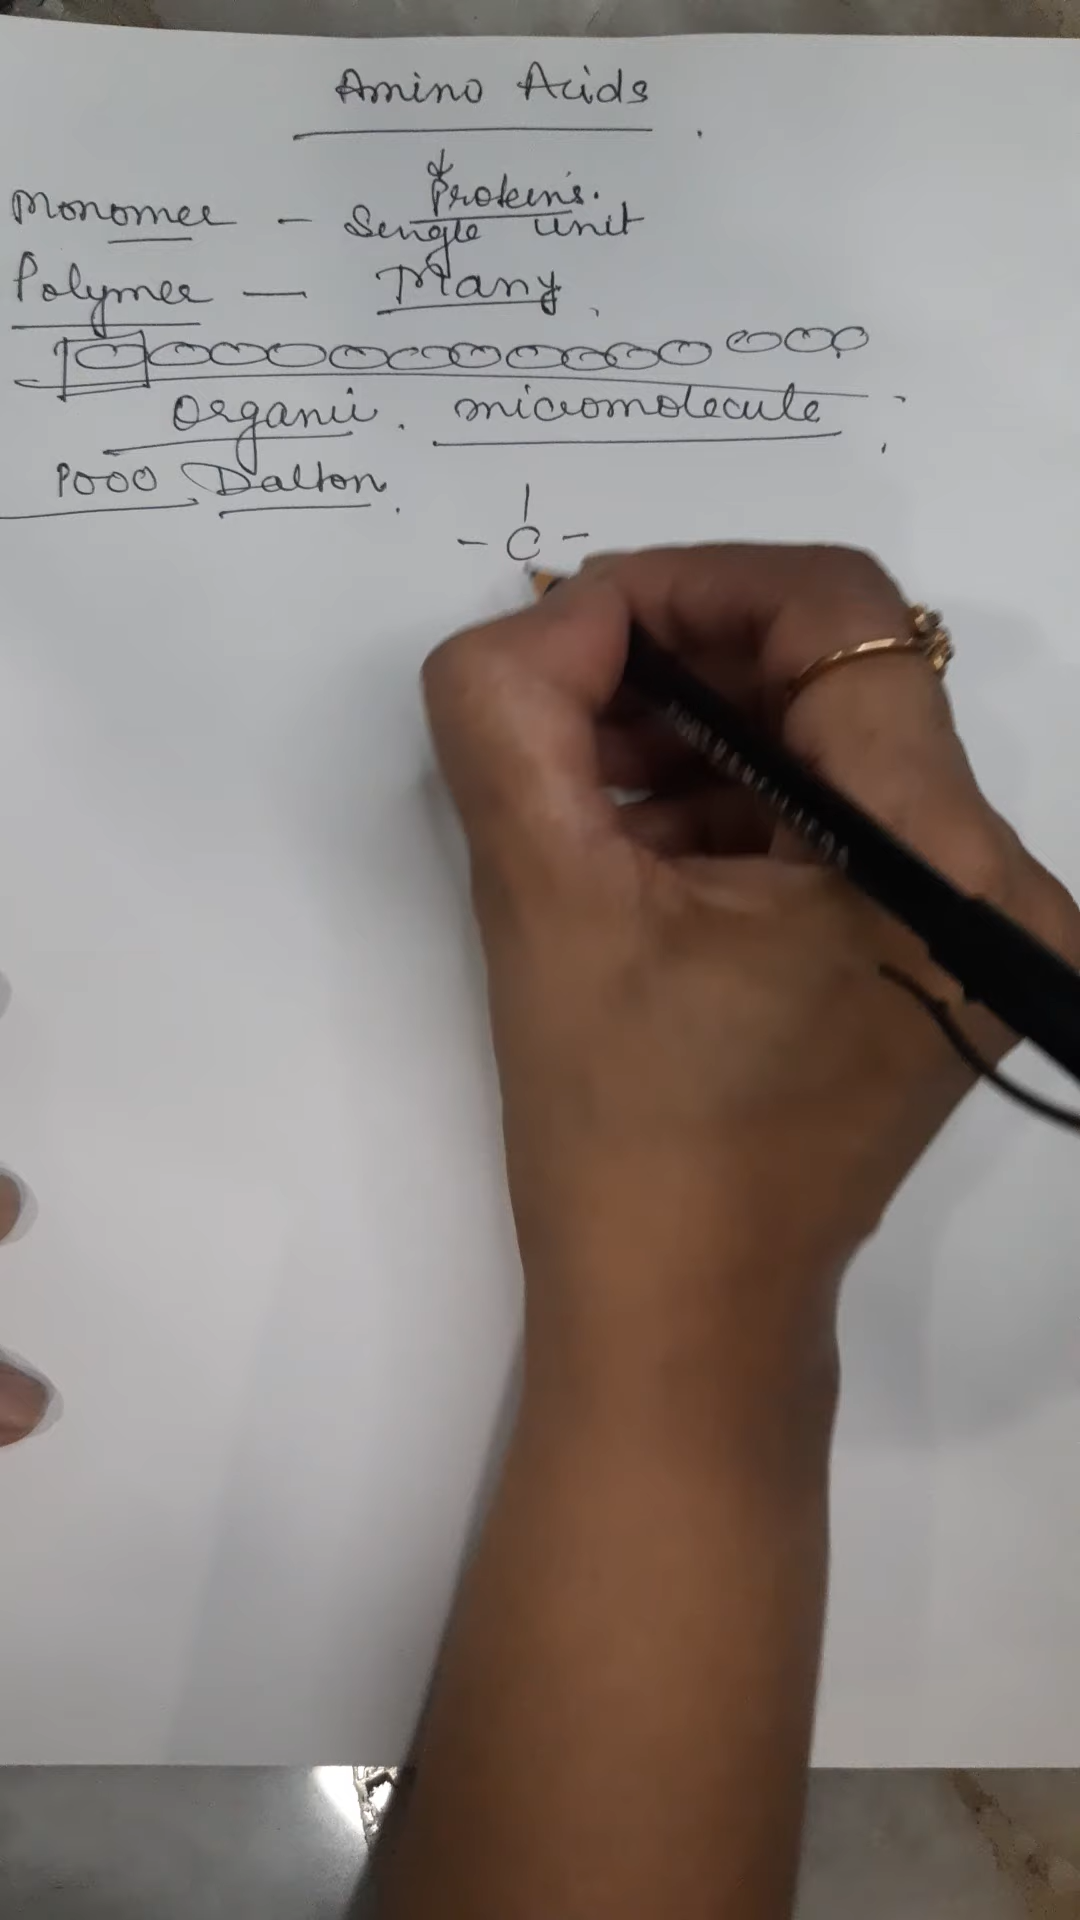 Amino Acids
Proteins.
Monomer - Single unit
Polymer - Many
Organic micromolecule
1000 Dalton.
- C -